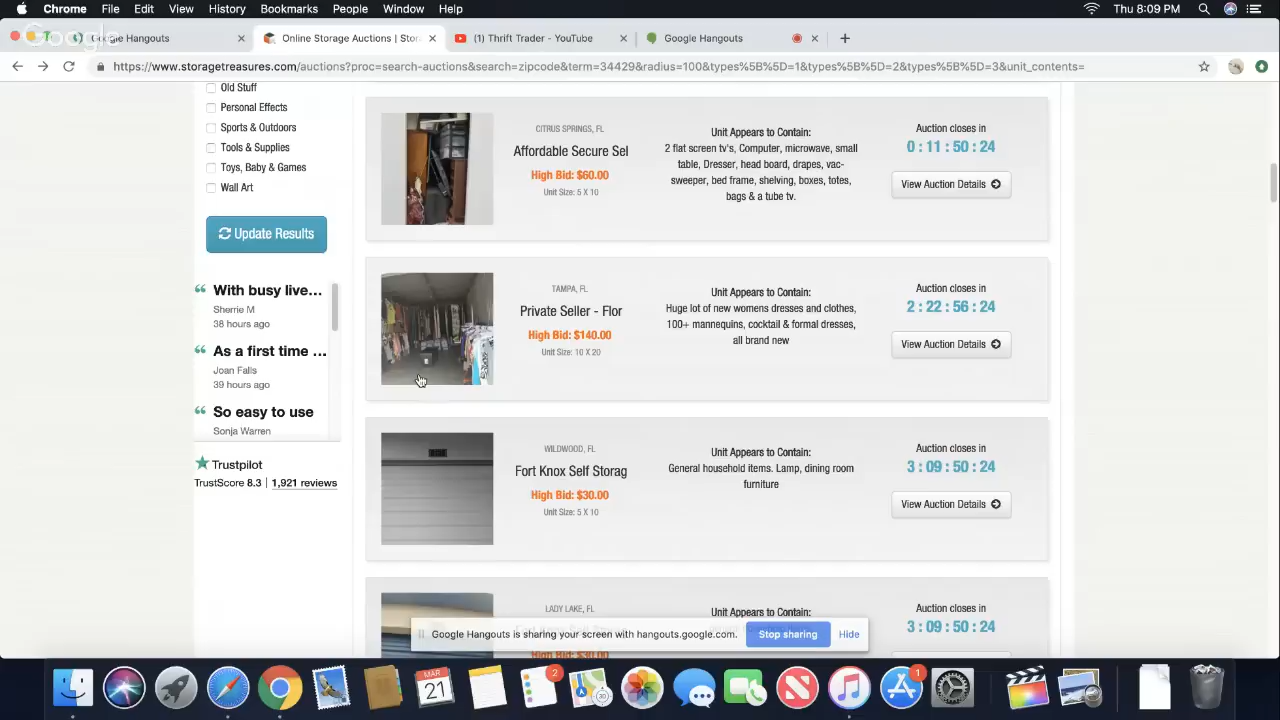 Chrome File Edit View History Bookmarks People Window Help
Thu 8:09 PM
Google
Google Hangouts
Online Storage Auctions | Stor
(1) Thrift Trader - YouTube
Google Hangouts
https://www.storagetreasures.com/auctions?proc=search-auctions&search=zipcode&term=34429&radius=100&types%5B%5D=1&types%5B%5D=2&types%5B%5D=3&unit_contents=
Old Stuff
Personal Effects
Sports & Outdoors
Tools & Supplies
Toys, Baby & Games
Wall Art
Update Results
With busy live...
Sherrie M
38 hours ago
As a first time ...
Joan Falls
39 hours ago
So easy to use
Sonja Warren
Trustpilot
TrustScore 8.3 | 1,921 reviews
CITRUS SPRINGS, FL
Affordable Secure Sel
High Bid: $60.00
Unit Size: 5 X 10
Unit Appears to Contain:
2 flat screen tv's, Computer, microwave, small
table, Dresser, head board, drapes, vac-
sweeper, bed frame, shelving, boxes, totes,
bags & a tube tv.
Auction closes in
0 : 11 : 50 : 24
View Auction Details
TAMPA, FL
Private Seller - Flor
High Bid: $140.00
Unit Size: 10 X 20
Unit Appears to Contain:
Huge lot of new womens dresses and clothes,
100+ mannequins, cocktail & formal dresses,
all brand new
Auction closes in
2 : 22 : 56 : 24
View Auction Details
WILDWOOD, FL
Fort Knox Self Storag
High Bid: $30.00
Unit Size: 5 X 10
Unit Appears to Contain:
General household items. Lamp, dining room
furniture
Auction closes in
3 : 09 : 50 : 24
View Auction Details
LADY LAKE, FL
High Bid: $30.00
Unit Appears to Contain:
Auction closes in
3 : 09 : 50 : 24
Google Hangouts is sharing your screen with hangouts.google.com.
Stop sharing
Hide
MAR
21
2
1